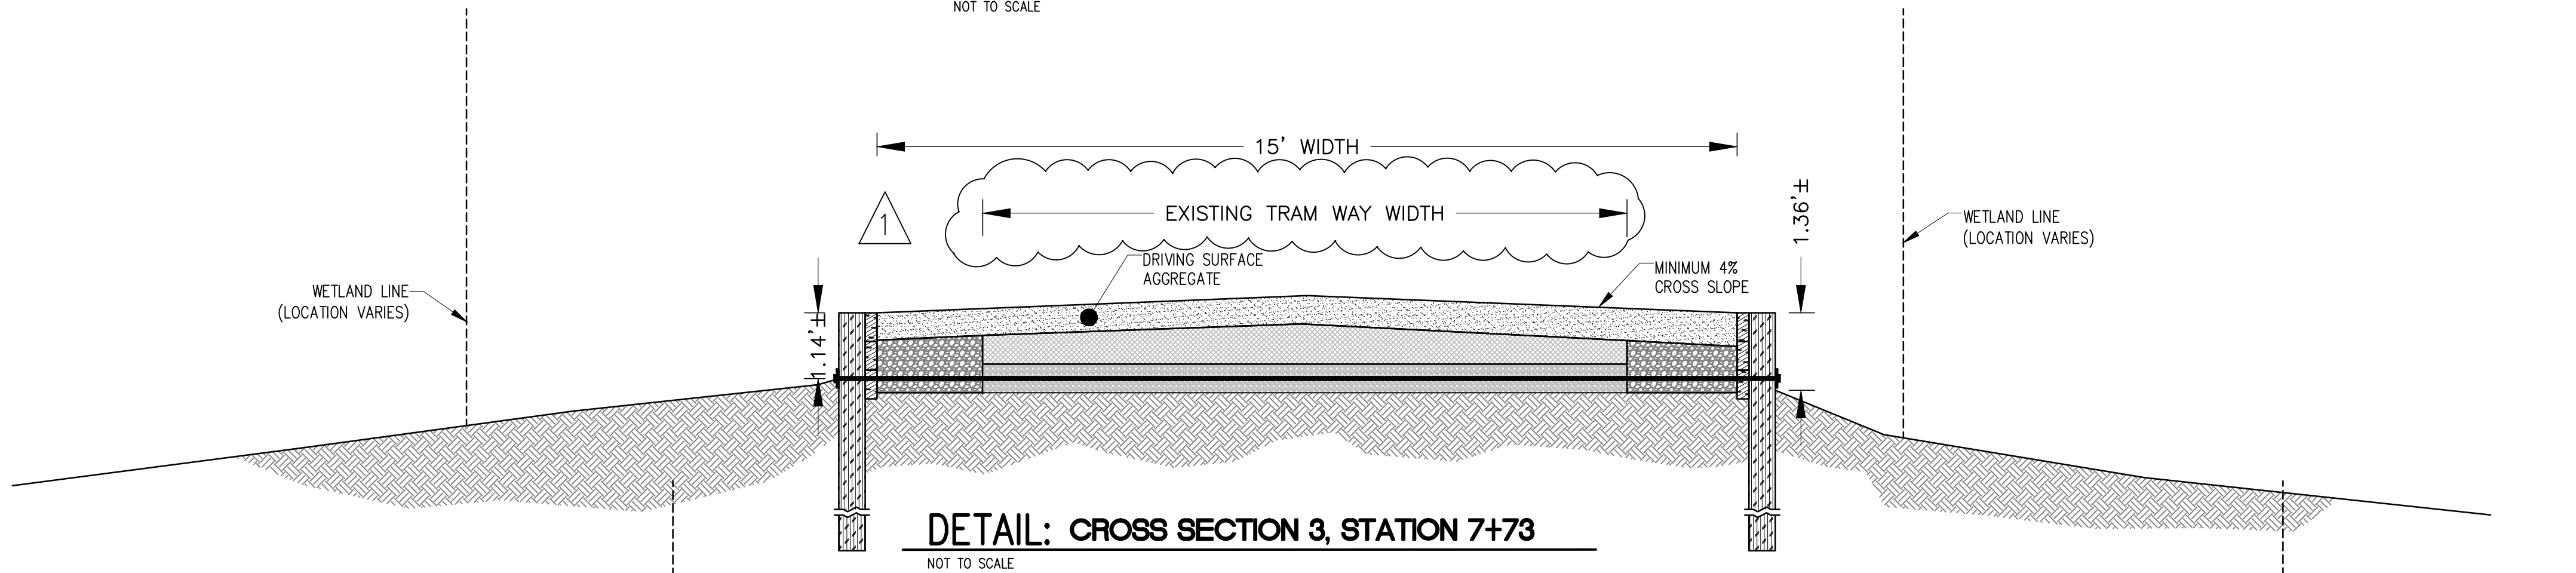 NOT TO SCALE
15' WIDTH
1
EXISTING TRAM WAY WIDTH
1.36'±
WETLAND LINE
(LOCATION VARIES)
DRIVING SURFACE
AGGREGATE
MINIMUM 4%
CROSS SLOPE
WETLAND LINE
(LOCATION VARIES)
1.14'±
DETAIL: CROSS SECTION 3, STATION 7+73
NOT TO SCALE